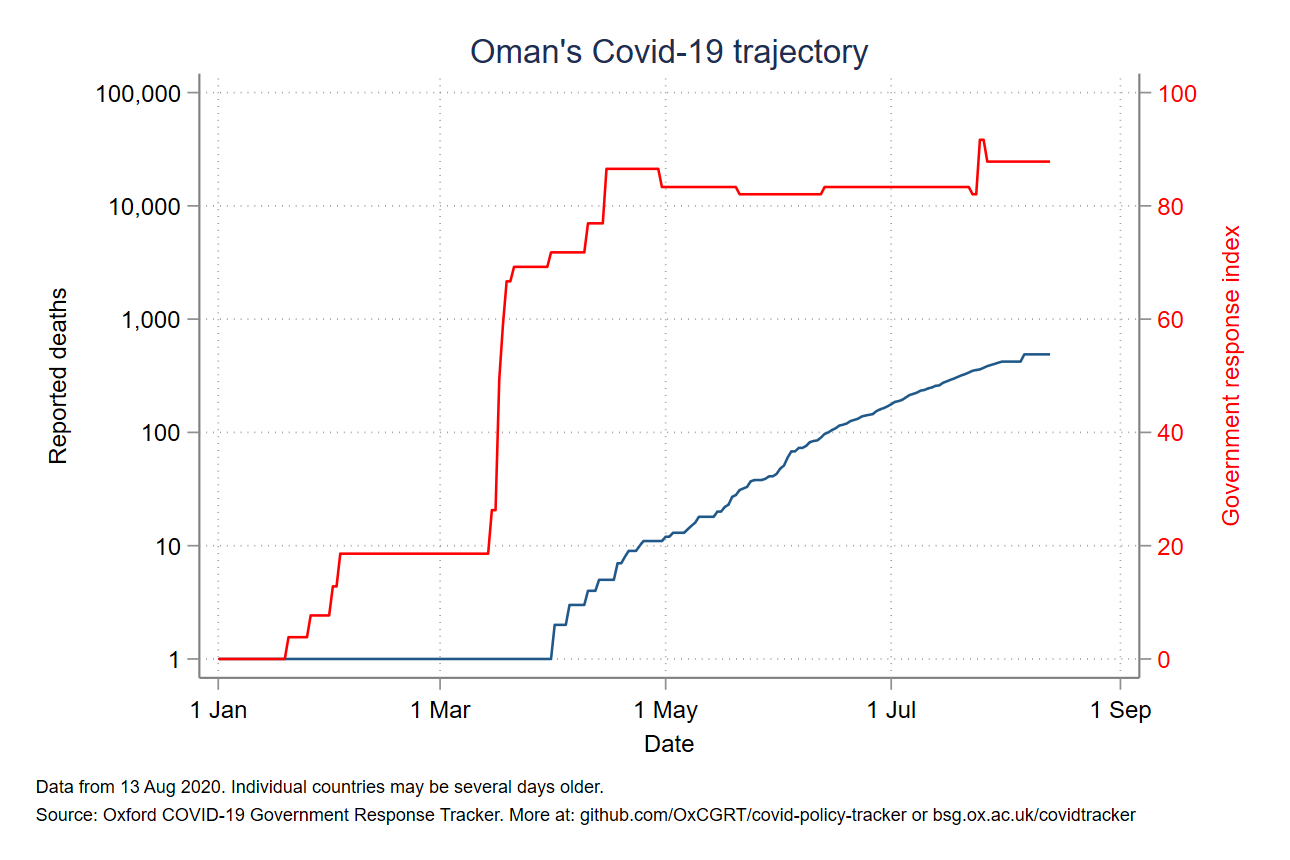 Oman's Covid-19 trajectory
100,000
10,000
1,000
100
10
1
Reported deaths
100
80
60
40
20
0
Government response index
1 Jan
1 Mar
1 May
1 Jul
1 Sep
Date
Data from 13 Aug 2020. Individual countries may be several days older.
Source: Oxford COVID-19 Government Response Tracker. More at: github.com/OxCGRT/covid-policy-tracker or bsg.ox.ac.uk/covidtracker